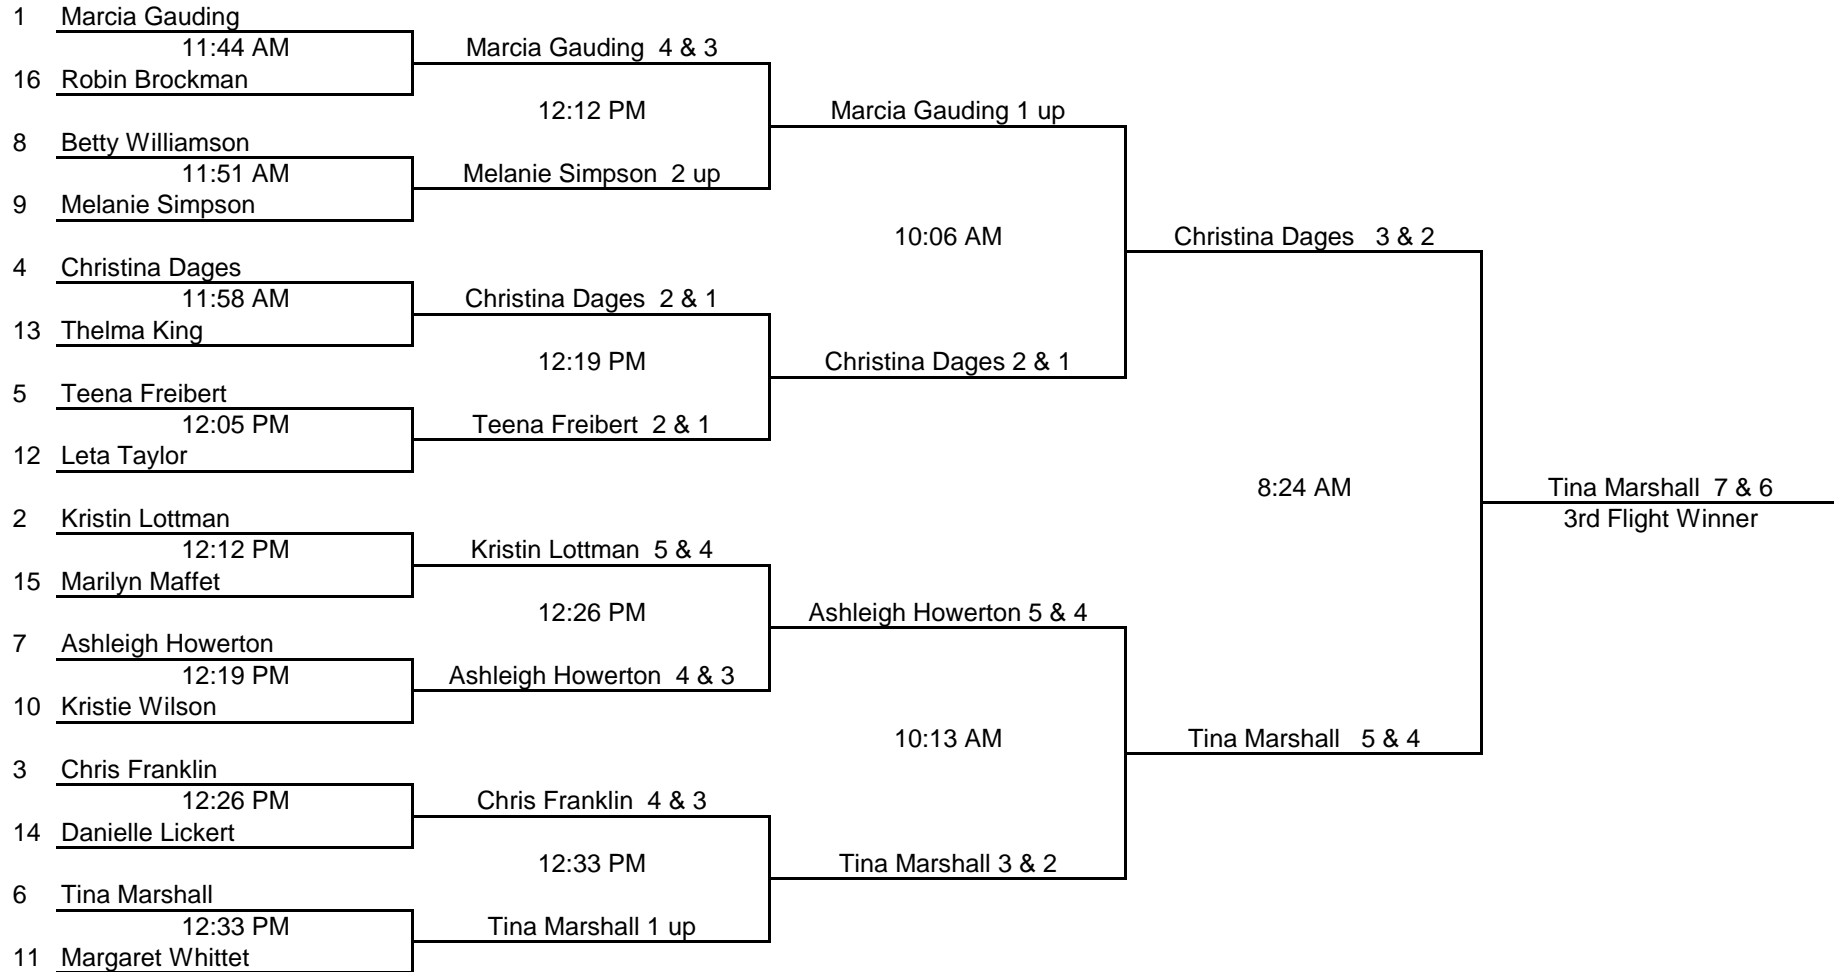 1 Marcia Gauding
11:44 AM
Marcia Gauding 4 & 3
16 Robin Brockman
12:12 PM
Marcia Gauding 1 up
8 Betty Williamson
11:51 AM
Melanie Simpson 2 up
9 Melanie Simpson
10:06 AM
Christina Dages 3 & 2
4 Christina Dages
11:58 AM
Christina Dages 2 & 1
13 Thelma King
12:19 PM
Christina Dages 2 & 1
5 Teena Freibert
12:05 PM
Teena Freibert 2 & 1
12 Leta Taylor
8:24 AM
Tina Marshall 7 & 6
2 Kristin Lottman
3rd Flight Winner
12:12 PM
Kristin Lottman 5 & 4
15 Marilyn Maffet
12:26 PM
Ashleigh Howerton 5 & 4
7 Ashleigh Howerton
12:19 PM
Ashleigh Howerton 4 & 3
10 Kristie Wilson
10:13 AM
Tina Marshall 5 & 4
3 Chris Franklin
12:26 PM
Chris Franklin 4 & 3
14 Danielle Lickert
12:33 PM
Tina Marshall 3 & 2
6 Tina Marshall
12:33 PM
Tina Marshall 1 up
11 Margaret Whittet